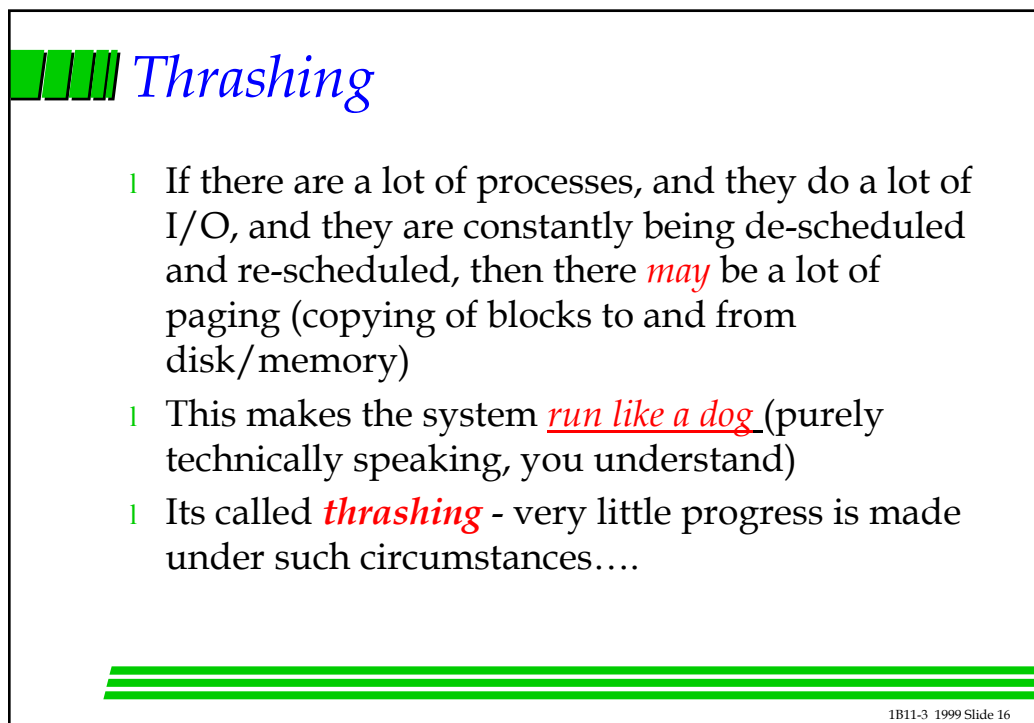 Thrashing
l If there are a lot of processes, and they do a lot of
I/O, and they are constantly being de-scheduled
and re-scheduled, then there may be a lot of
paging (copying of blocks to and from
disk/memory)
l This makes the system run like a dog (purely
technically speaking, you understand)
l Its called thrashing - very little progress is made
under such circumstances….
1B11-3 1999 Slide 16